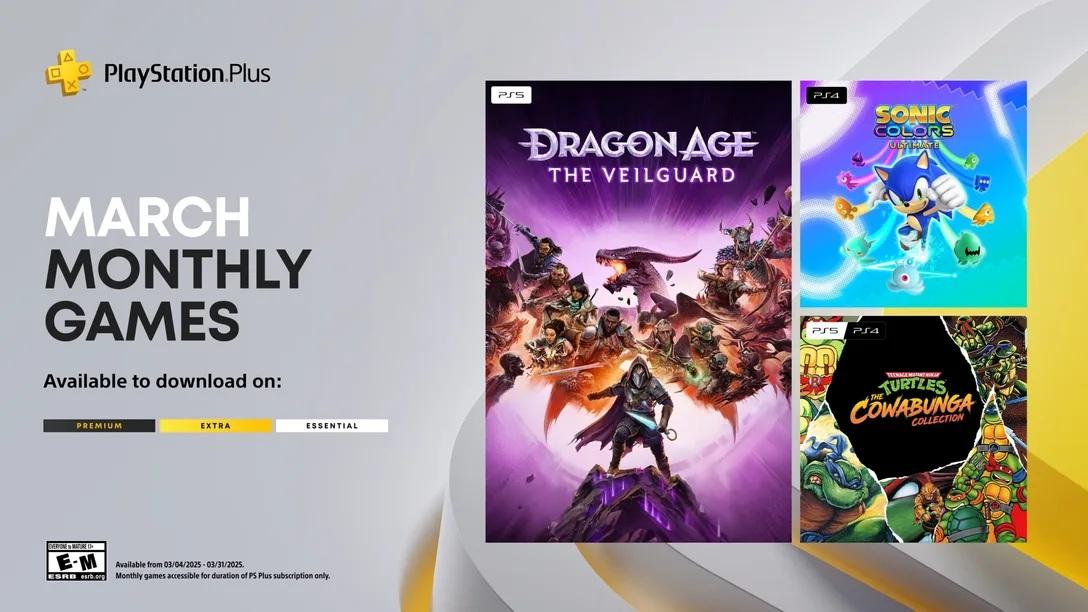 PlayStation.Plus
MARCH
MONTHLY
GAMES
Available to download on:
PREMIUM EXTRA ESSENTIAL
EVERYONE to MATURE 17+
E-M
ESRB esrb.org
Available from 03/04/2025 - 03/31/2025.
Monthly games accessible for duration of PS Plus subscription only.
PS5
DRAGON AGE
THE VEILGUARD
PS4
SONIC
COLORS
ULTIMATE
PS5 PS4
TEENAGE MUTANT NINJA
TURTLES
THE
COWABUNGA
COLLECTION